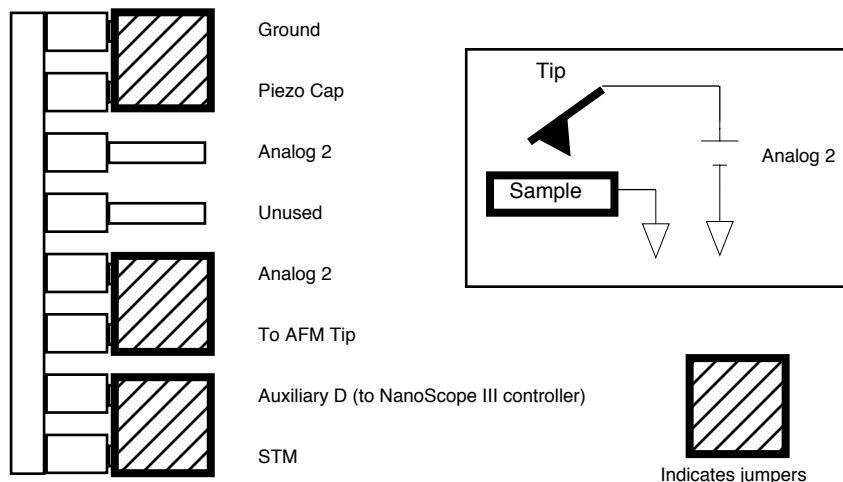 Ground
Piezo Cap
Analog 2
Unused
Analog 2
To AFM Tip
Auxiliary D (to NanoScope III controller)
STM
Tip
Sample
Analog 2
Indicates jumpers